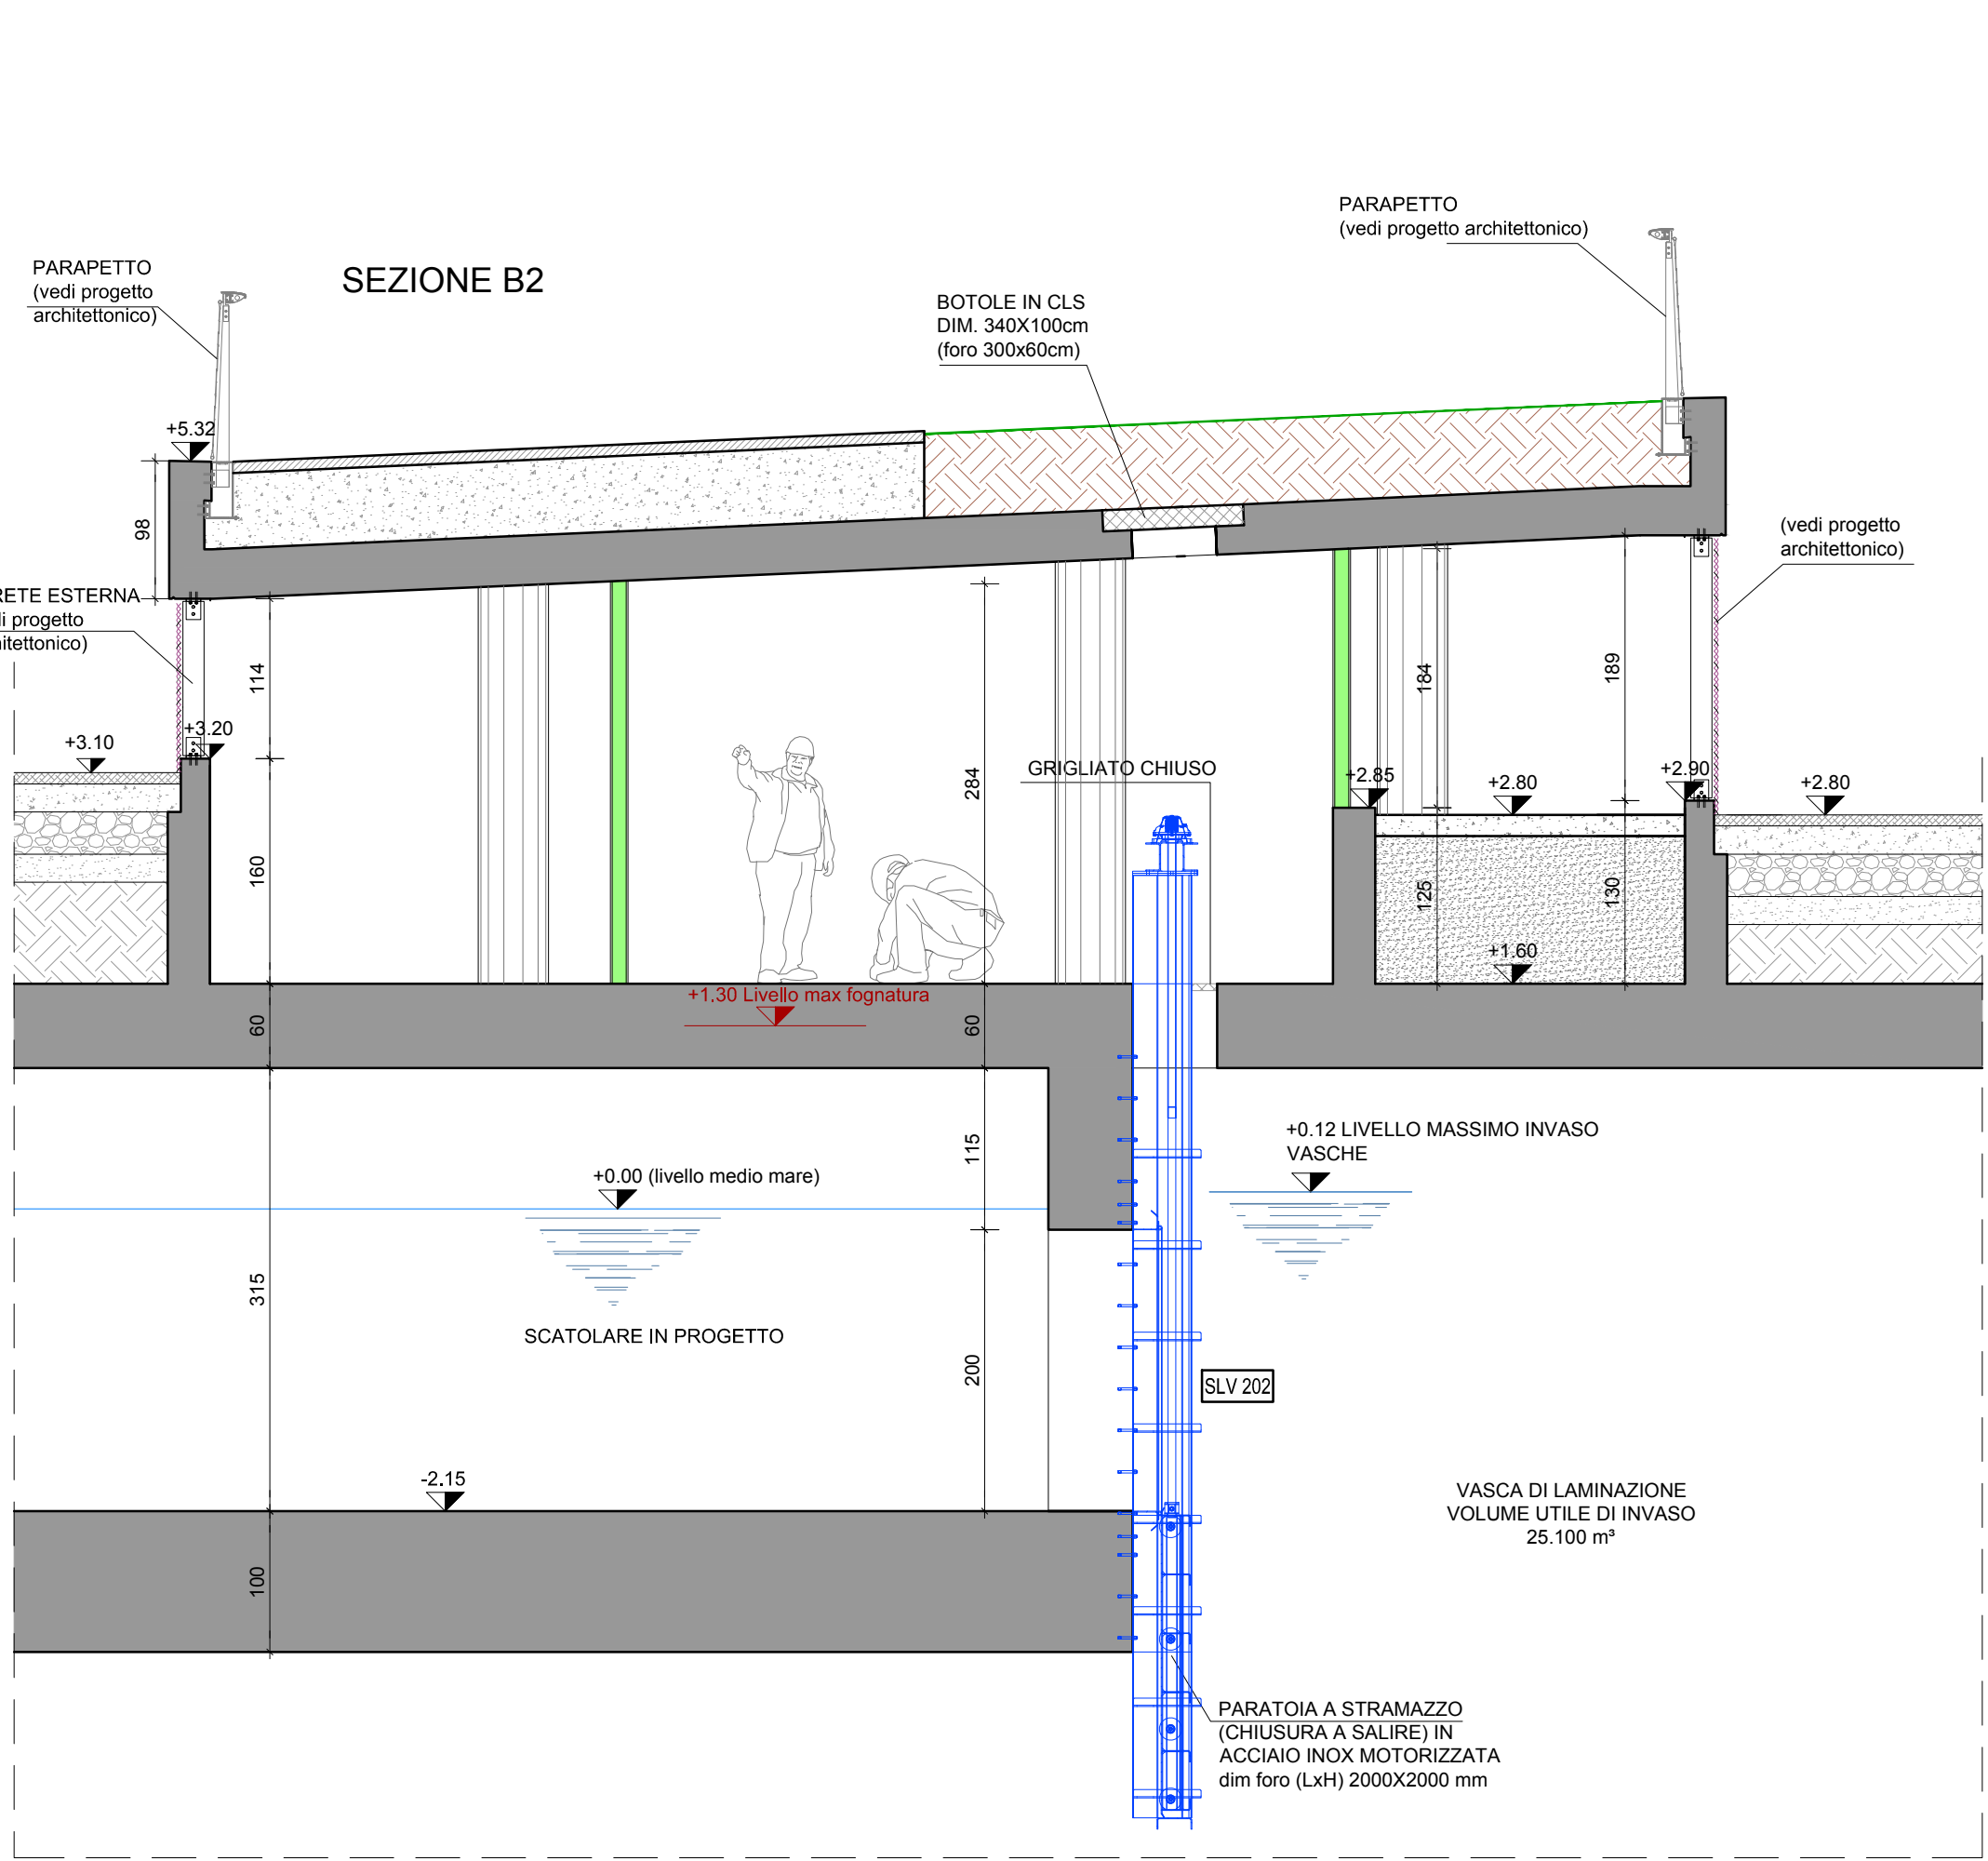 PARAPETTO
(vedi progetto architettonico)
PARAPETTO
(vedi progetto
architettonico)
SEZIONE B2
BOTOLE IN CLS
DIM. 340X100cm
(foro 300x60cm)
+5.32
98
(vedi progetto
architettonico)
RETE ESTERNA
progetto
114
184
189
+3.20
+3.10
GRIGLIATO CHIUSO
284
+2.85
+2.80
+2.90
+2.80
160
125
130
+1.60
+1.30 Livello max fognatura
60
60
+0.12 LIVELLO MASSIMO INVASO
VASCHE
115
+0.00 (livello medio mare)
315
SCATOLARE IN PROGETTO
200
SLV 202
-2.15
VASCA DI LAMINAZIONE
VOLUME UTILE DI INVASO
25.100 m³
100
PARATOIA A STRAMAZZO
(CHIUSURA A SALIRE) IN
ACCIAIO INOX MOTORIZZATA
dim foro (LxH) 2000X2000 mm